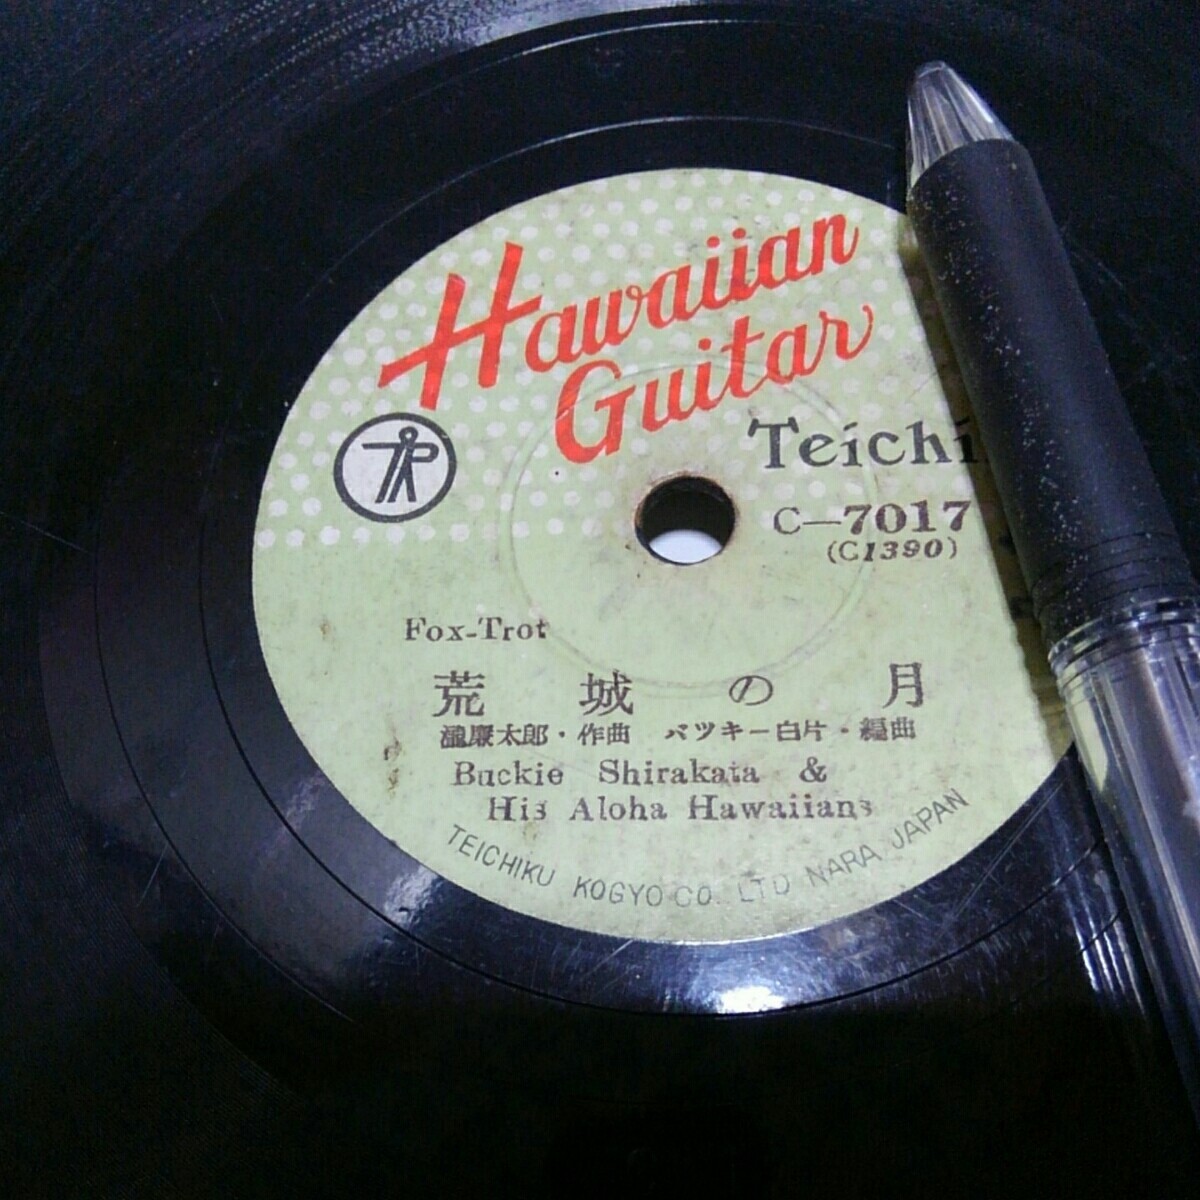 Hawaiian
Guitar
Teichi
C—7017
(C1390)
Fox-Trot
荒城の月
瀧廉太郎・作曲 バツキー白片・編曲
Buckie Shirakata &
His Aloha Hawaiians
TEICHIKU KOGYO CO. LTD NARA JAPAN